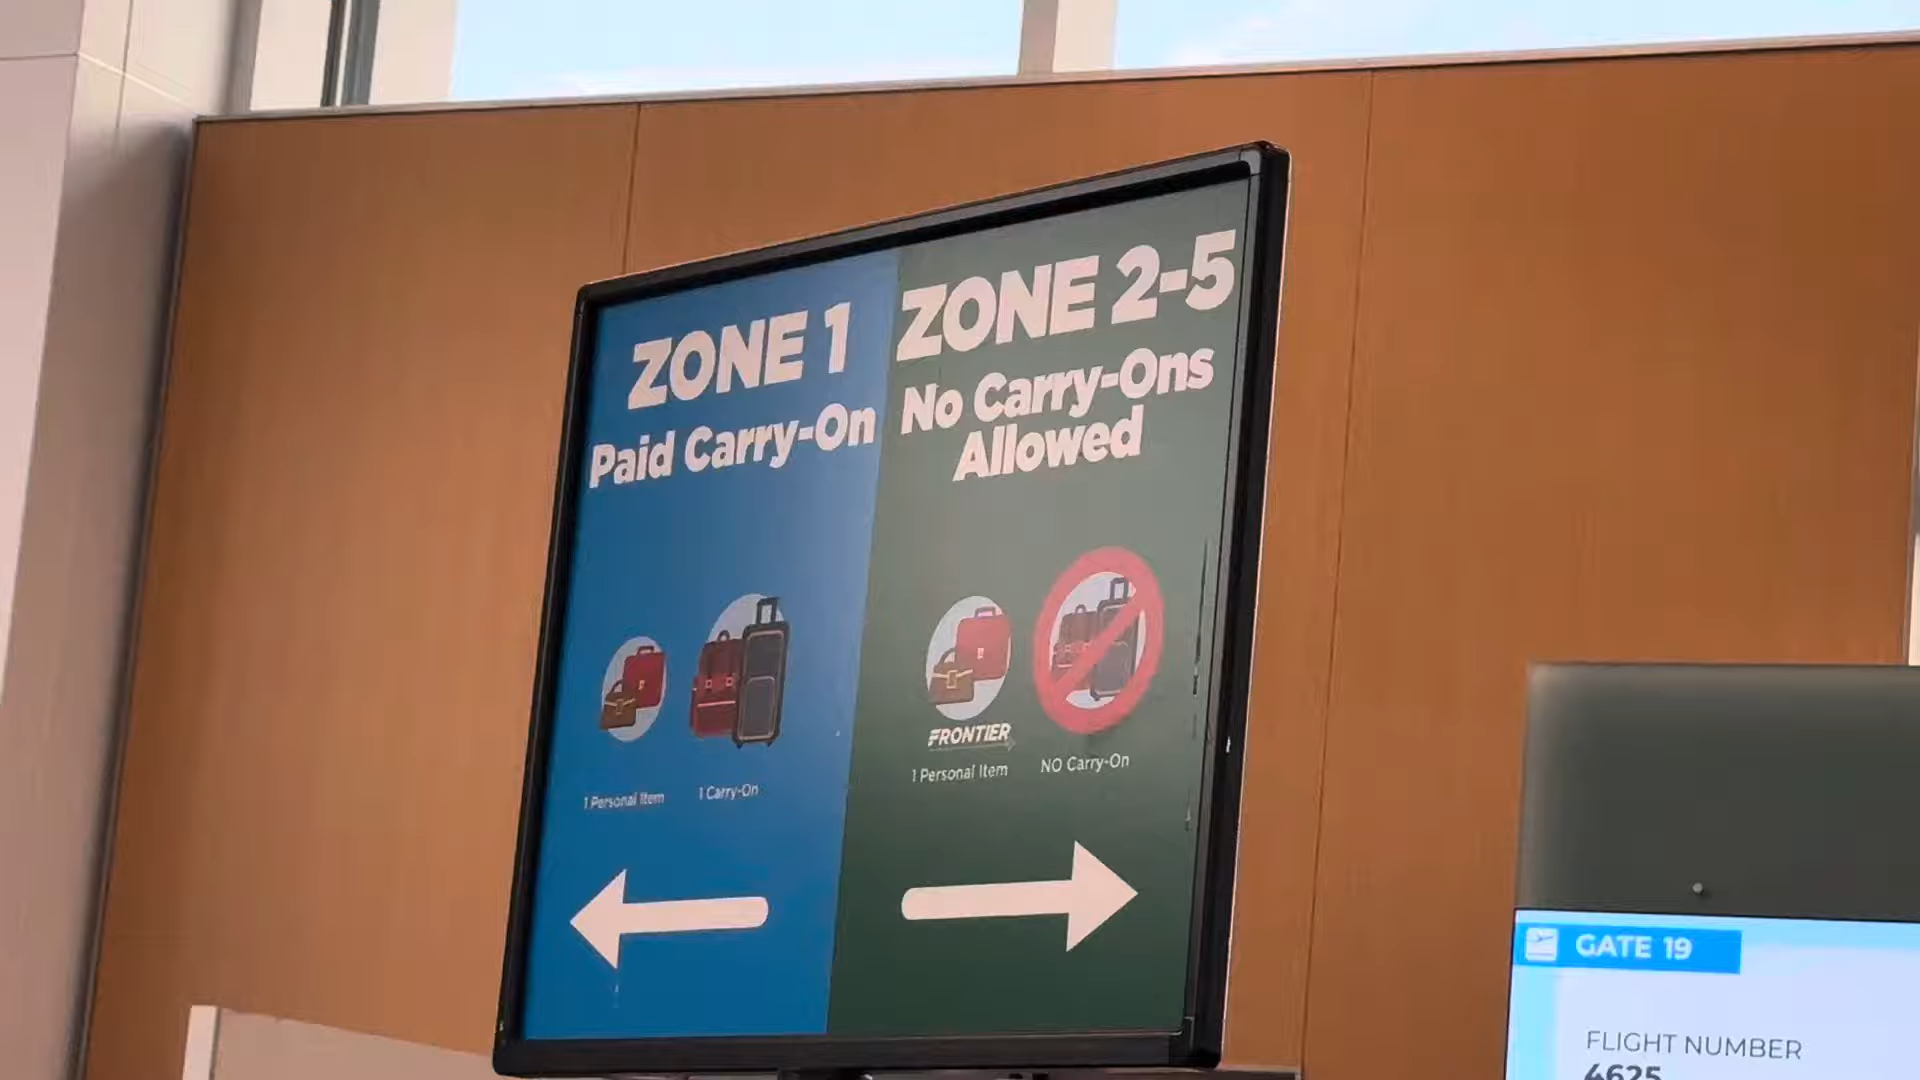 ZONE 1
Paid Carry-On
1 Personal Item
1 Carry-On
ZONE 2-5
No Carry-Ons
Allowed
FRONTIER
1 Personal Item
NO Carry-On
GATE 19
FLIGHT NUMBER
4625